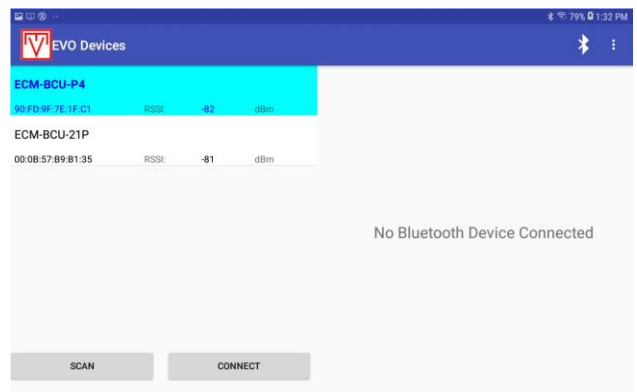 79% 1:32 PM
EVO Devices
ECM-BCU-P4
90:FD:9F:7E:1F:C1 RSSI: -82 dBm
ECM-BCU-21P
00:0B:57:B9:B1:35 RSSI: -81 dBm
No Bluetooth Device Connected
SCAN CONNECT